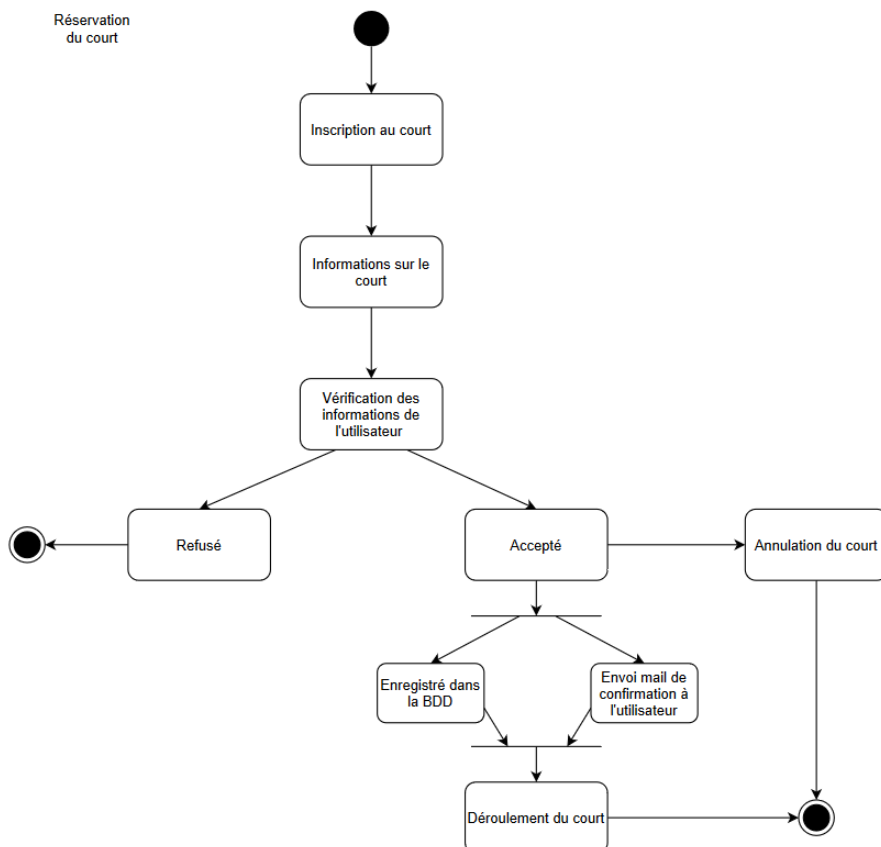 Réservation
du court
Inscription au court
Informations sur le
court
Vérification des
informations de
l'utilisateur
Refusé
Accepté
Annulation du court
Enregistré dans
la BDD
Envoi mail de
confirmation à
l'utilisateur
Déroulement du court